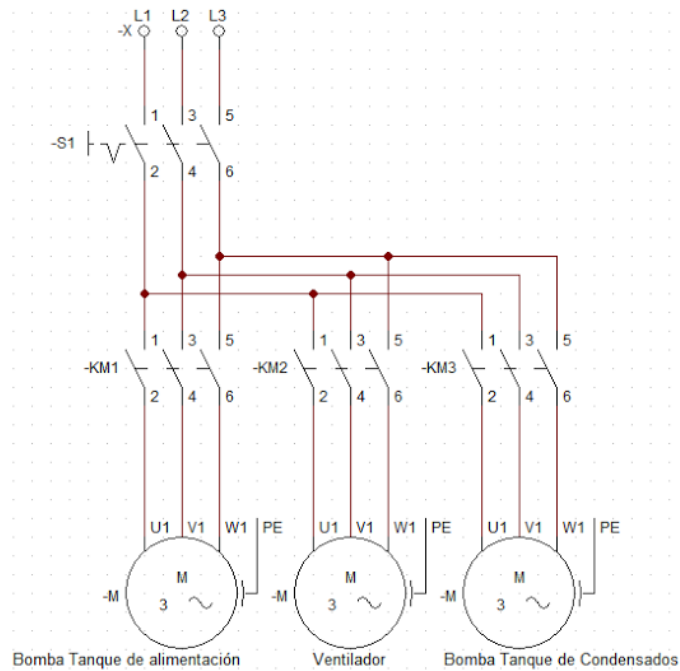 L1 L2 L3
-X
1 3 5
-S1
2 4 6
1 3 5 1 3 5 1 3 5
-KM1 -KM2 -KM3
2 4 6 2 4 6 2 4 6
U1 V1 W1 PE U1 V1 W1 PE U1 V1 W1 PE
M M M
-M -M -M
3 3 3
Bomba Tanque de alimentación Ventilador Bomba Tanque de Condensados